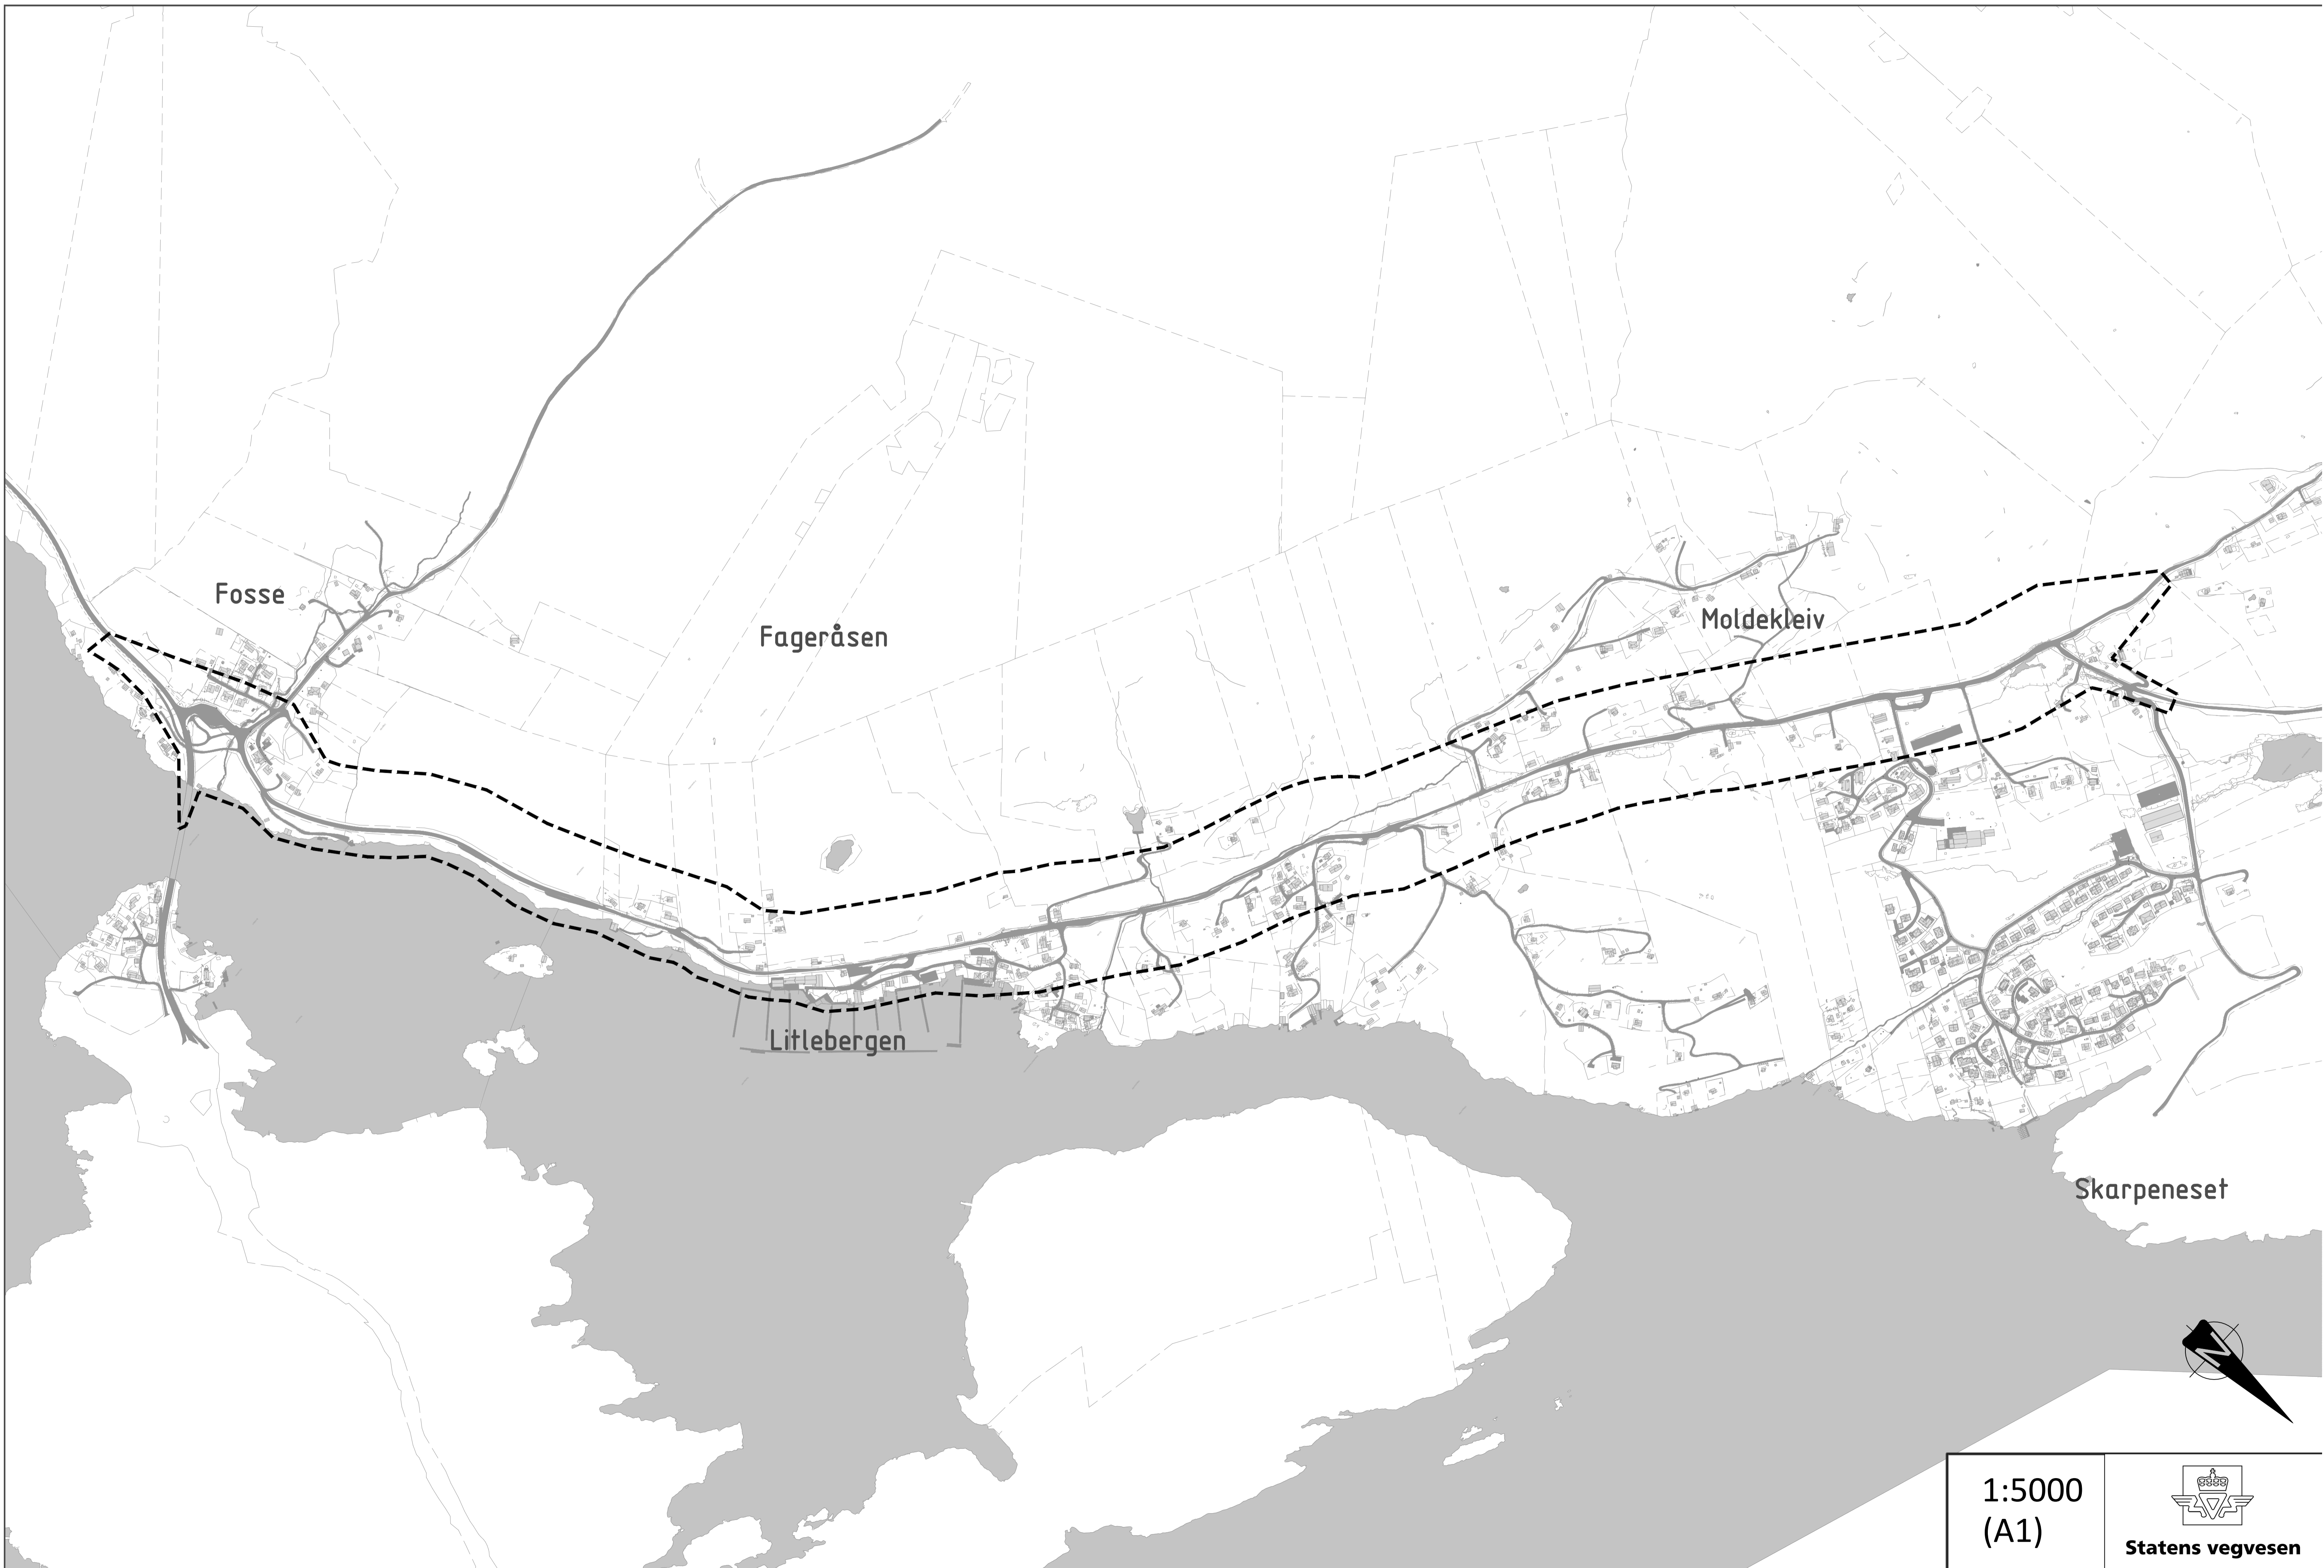 Fosse
Fageråsen
Moldekleiv
Litlebergen
Skarpeneset
N
1:5000
(A1)
Statens vegvesen